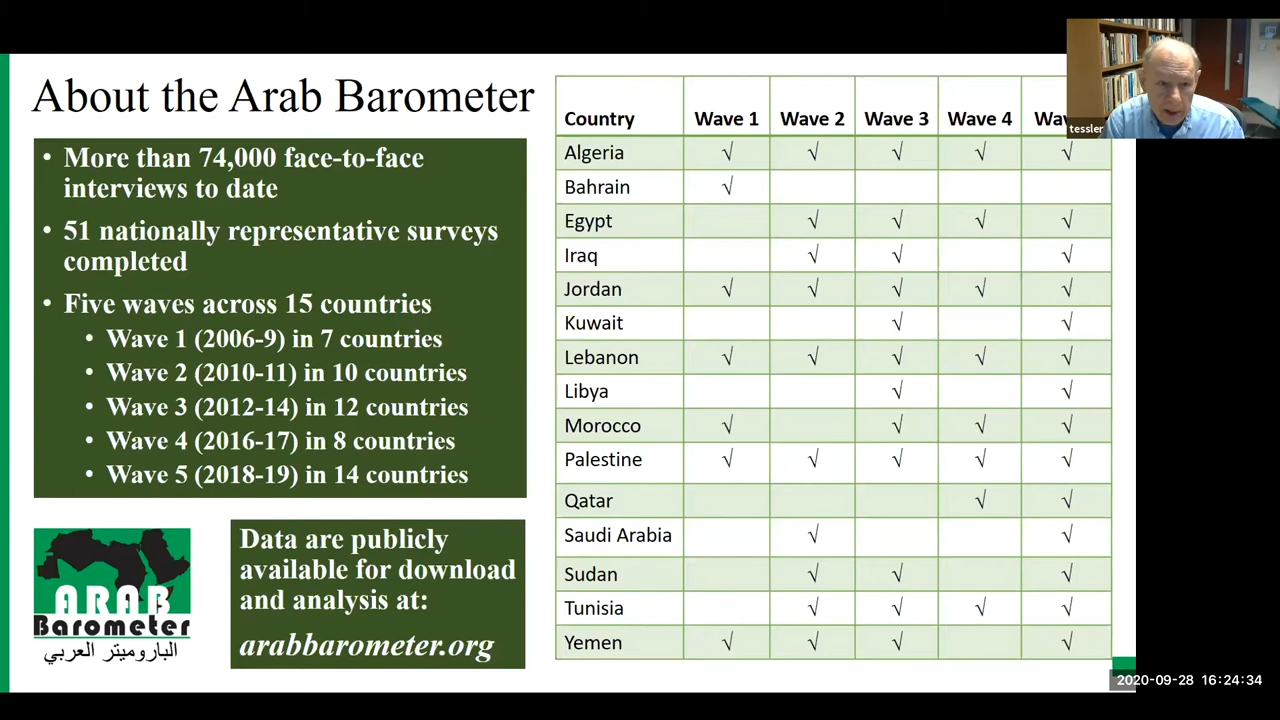 About the Arab Barometer
• More than 74,000 face-to-face
interviews to date
• 51 nationally representative surveys
completed
• Five waves across 15 countries
• Wave 1 (2006-9) in 7 countries
• Wave 2 (2010-11) in 10 countries
• Wave 3 (2012-14) in 12 countries
• Wave 4 (2016-17) in 8 countries
• Wave 5 (2018-19) in 14 countries
ARAB
Barometer
الباروميتر العربي
Data are publicly
available for download
and analysis at:
arabbarometer.org
Country Wave 1 Wave 2 Wave 3 Wave 4 Wav
Algeria √ √ √ √ √
Bahrain √
Egypt √ √ √ √
Iraq √ √ √
Jordan √ √ √ √ √
Kuwait √ √
Lebanon √ √ √ √ √
Libya √ √
Morocco √ √ √ √
Palestine √ √ √ √ √
Qatar √ √
Saudi Arabia √ √
Sudan √ √ √
Tunisia √ √ √ √
Yemen √ √ √ √
tessler
2020-09-28 16:24:34